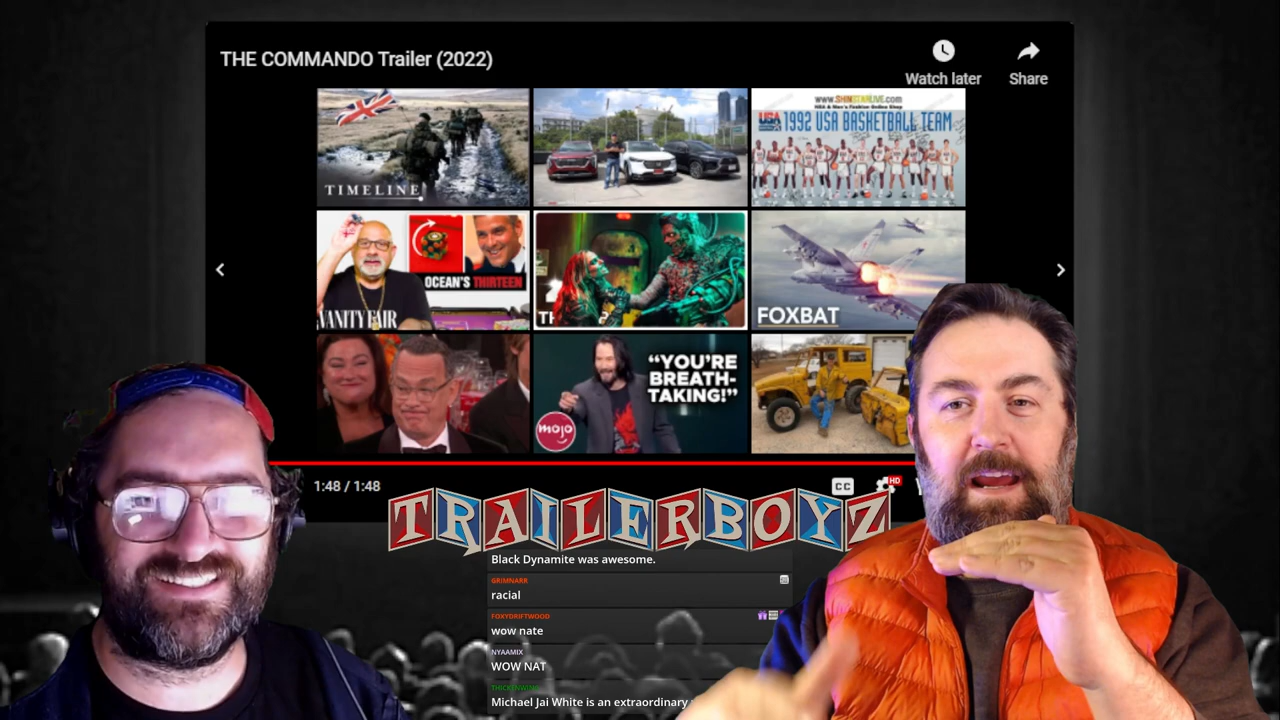 THE COMMANDO Trailer (2022)
Watch later
Share
TIMELINE
www.SHINSTARLIVE.com
USA 1992 USA BASKETBALL TEAM
OCEAN'S THIRTEEN
VANITY FAIR
FOXBAT
"YOU'RE
BREATH-
TAKING!"
mojo
1:48 / 1:48
CC
HD
TRAILERBOYZ
Black Dynamite was awesome.
GRIMNARR
racial
FOXYDRIFTWOOD
wow nate
NYAAMIX
WOW NAT
Michael Jai White is an extraordinary